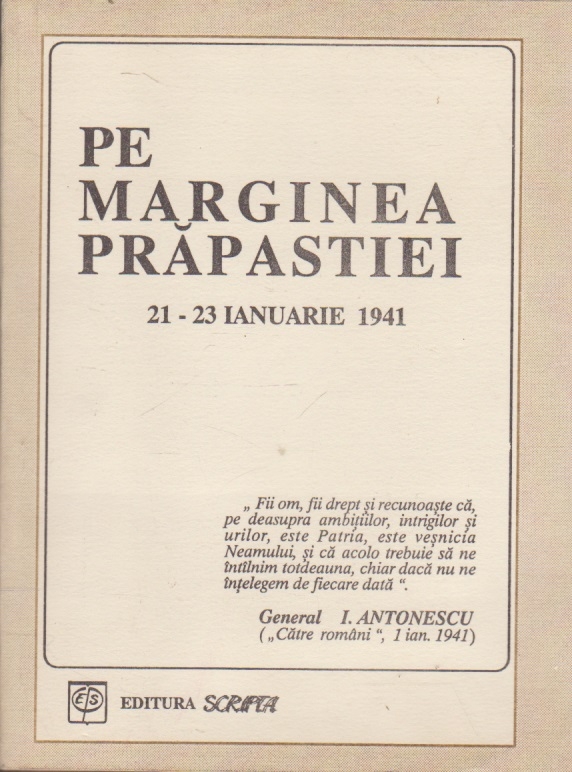 PE
MARGINEA
PRĂPASTIEI
21 - 23 IANUARIE 1941
„ Fii om, fii drept și recunoaște că,
pe deasupra ambițiilor, intrigilor și
urilor, este Patria, este veșnicia
Neamului, și că acolo trebuie să ne
întîlnim totdeauna, chiar dacă nu ne
înțelegem de fiecare dată “.
General I. ANTONESCU
( „Către români “, 1 ian. 1941)
ES
EDITURA SCRIPTA